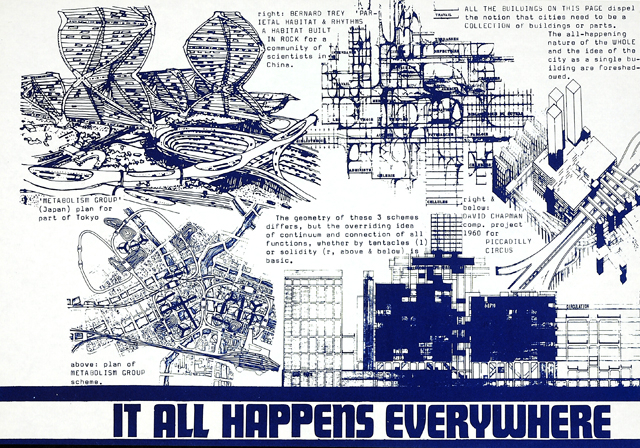 right: BERNARD TREY 'PAR-
IETAL HABITAT & RHYTHMS
A HABITAT BUILT
IN ROCK for a
community of
scientists in
China.
TRAVAIL
ALL THE BUILDINGS ON THIS PAGE dispel
the notion that cities need to be a
COLLECTION of buildings or parts.
The all-happening
nature of the WHOLE
and the idea of the
city as a single bu-
ilding are foreshad-
owed.
'METABOLISM GROUP'
(Japan) plan for
part of Tokyo
The geometry of these 3 schemes
differs, but the overriding idea
of continuum and connection of all
functions, whether by tentacles (1)
or solidity (r, above & below) is
basic.
CELLULES
right &
below:
DAVID CHAPMAN
comp. project
1960 for
PICCADILLY
CIRCUS
CIRCULATION
above: plan of
METABOLISM GROUP
scheme.
IT ALL HAPPENS EVERYWHERE